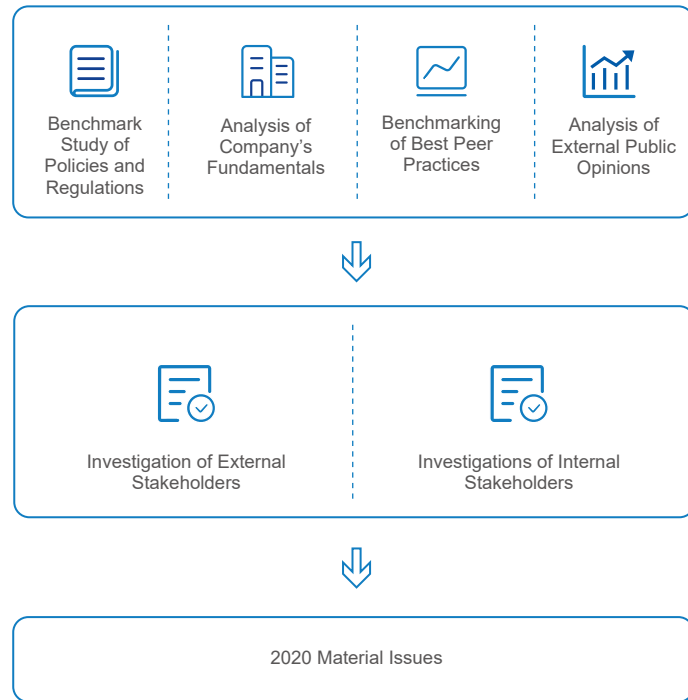 Benchmark
Study of
Policies and
Regulations
Analysis of
Company's
Fundamentals
Benchmarking
of Best Peer
Practices
Analysis of
External Public
Opinions
Investigation of External
Stakeholders
Investigations of Internal
Stakeholders
2020 Material Issues